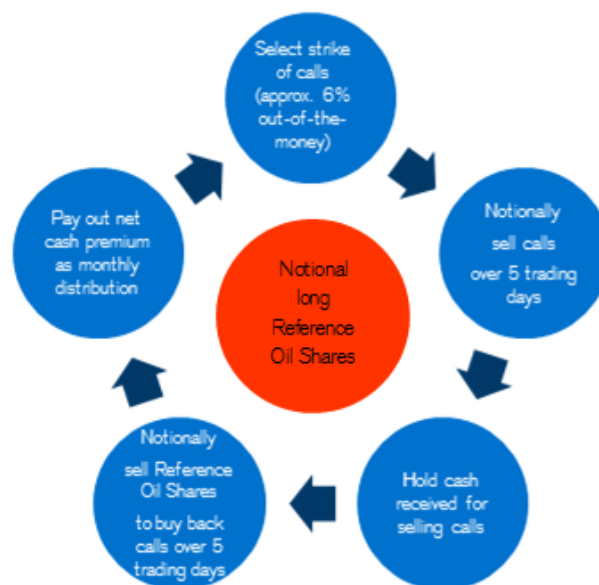 Select strike
of calls
(approx. 6%
out-of-the-
money)
Notionally
sell calls
over 5 trading
days
Hold cash
received for
selling calls
Notionally
sell Reference
Oil Shares
to buy back
calls over 5
trading days
Pay out net
cash premium
as monthly
distribution
Notional
long
Reference
Oil Shares